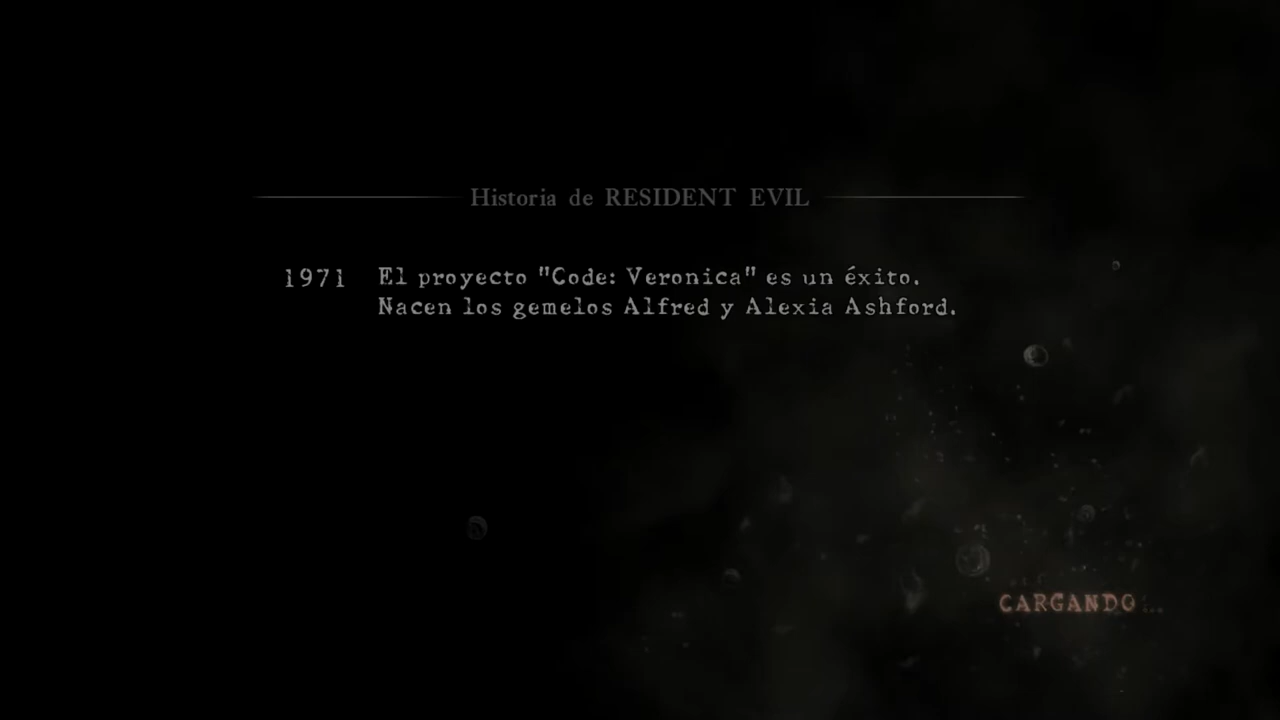 Historia de RESIDENT EVIL
1971 El proyecto "Code: Veronica" es un éxito.
Nacen los gemelos Alfred y Alexia Ashford.
CARGANDO...